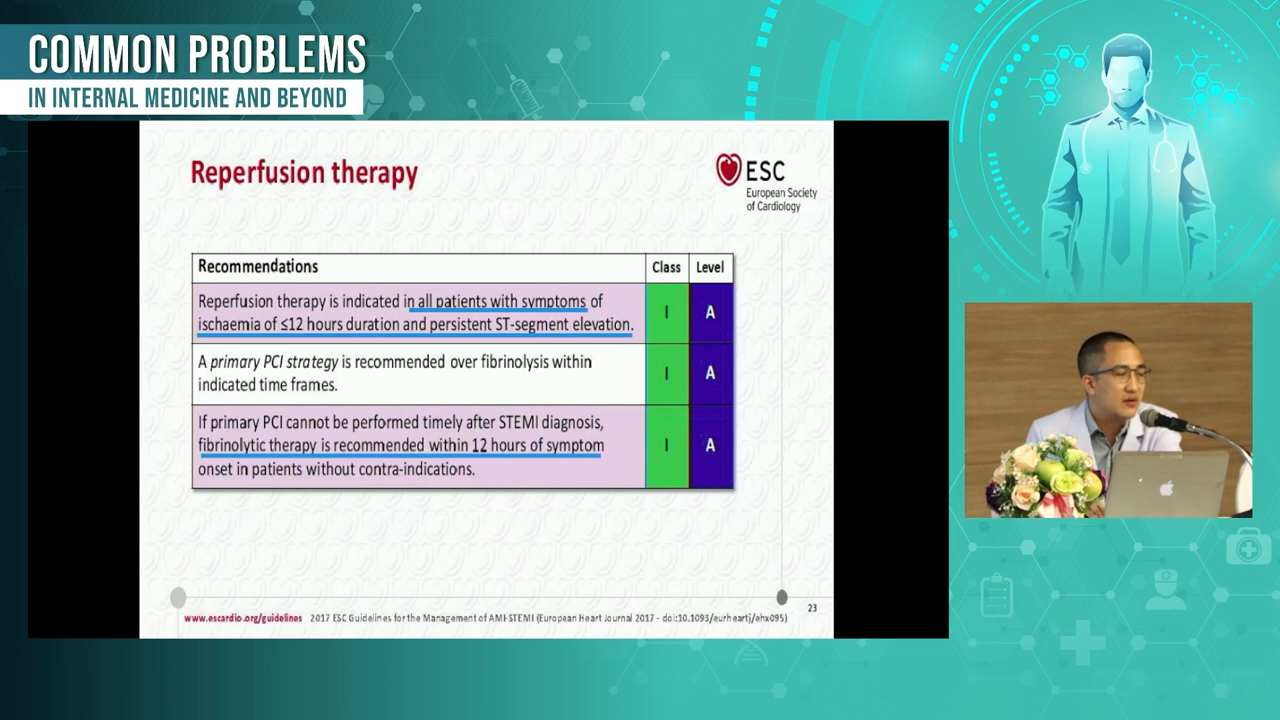 COMMON PROBLEMS
IN INTERNAL MEDICINE AND BEYOND
Reperfusion therapy
ESC
European Society
of Cardiology
Recommendations Class Level
Reperfusion therapy is indicated in all patients with symptoms of
ischaemia of ≤12 hours duration and persistent ST-segment elevation.
I A
A primary PCI strategy is recommended over fibrinolysis within
indicated time frames.
I A
If primary PCI cannot be performed timely after STEMI diagnosis,
fibrinolytic therapy is recommended within 12 hours of symptom
onset in patients without contra-indications.
I A
23
www.escardio.org/guidelines 2017 ESC Guidelines for the Management of AMI-STEMI (European Heart Journal 2017 - doi:10.1093/eurheartj/ehx095)